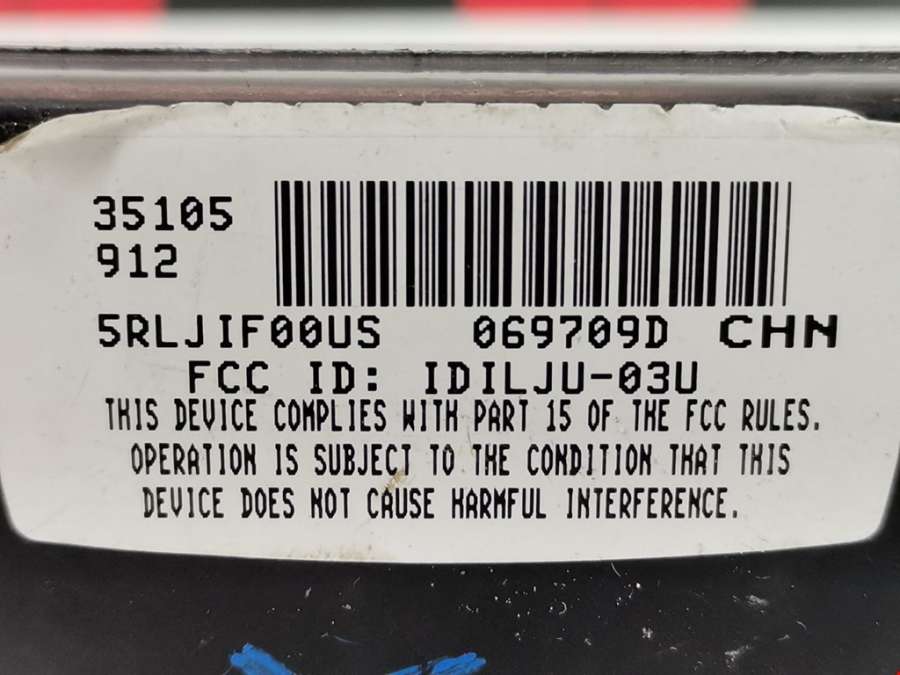 35105
912
5RLJIF00US 069709D CHN
FCC ID: IDILJU-03U
THIS DEVICE COMPLIES WITH PART 15 OF THE FCC RULES.
OPERATION IS SUBJECT TO THE CONDITION THAT THIS
DEVICE DOES NOT CAUSE HARMFUL INTERFERENCE.